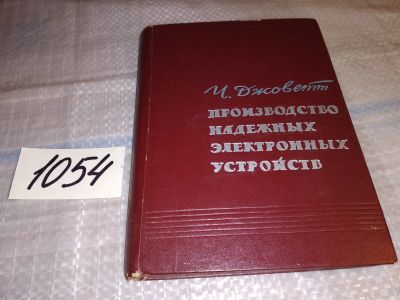 Ч. Джоветт
ПРОИЗВОДСТВО
НАДЕЖНЫХ
ЭЛЕКТРОННЫХ
УСТРОЙСТВ
1054